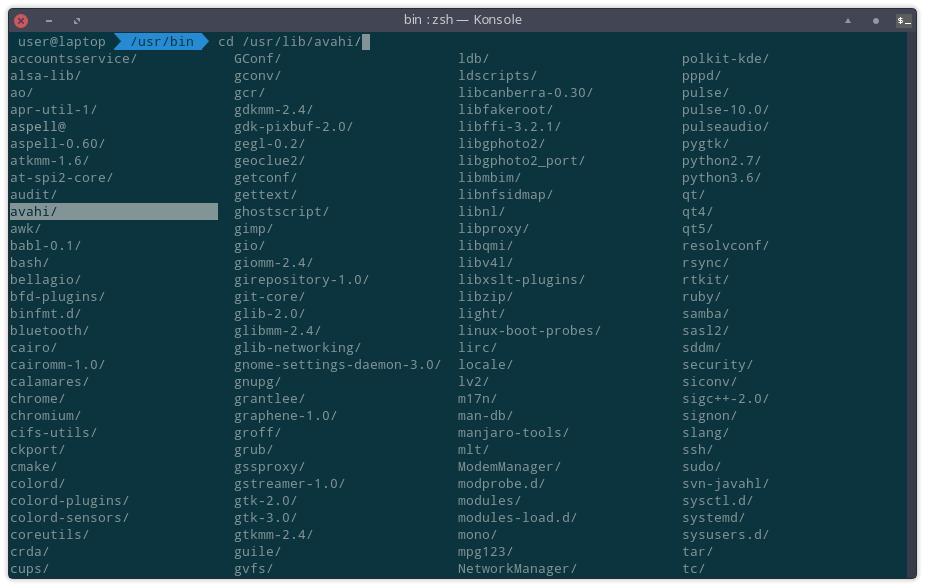 bin : zsh — Konsole
user@laptop /usr/bin cd /usr/lib/avahi/
accountsservice/ GConf/ ldb/ polkit-kde/
alsa-lib/ gconv/ ldscripts/ pppd/
ao/ gcr/ libcanberra-0.30/ pulse/
apr-util-1/ gdkmm-2.4/ libfakeroot/ pulse-10.0/
aspell@ gdk-pixbuf-2.0/ libffi-3.2.1/ pulseaudio/
aspell-0.60/ gegl-0.2/ libgphoto2/ pygtk/
atkmm-1.6/ geoclue2/ libgphoto2_port/ python2.7/
at-spi2-core/ getconf/ libmbim/ python3.6/
audit/ gettext/ libnfsidmap/ qt/
avahi/ ghostscript/ libnl/ qt4/
awk/ gimp/ libproxy/ qt5/
babl-0.1/ gio/ libqmi/ resolvconf/
bash/ giomm-2.4/ libv4l/ rsync/
bellagio/ girepository-1.0/ libxslt-plugins/ rtkit/
bfd-plugins/ git-core/ libzip/ ruby/
binfmt.d/ glib-2.0/ light/ samba/
bluetooth/ glibmm-2.4/ linux-boot-probes/ sasl2/
cairo/ glib-networking/ lirc/ sddm/
cairomm-1.0/ gnome-settings-daemon-3.0/ locale/ security/
calamares/ gnupg/ lv2/ siconv/
chrome/ grantlee/ m17n/ sigc++-2.0/
chromium/ graphene-1.0/ man-db/ signon/
cifs-utils/ groff/ manjaro-tools/ slang/
ckport/ grub/ mlt/ ssh/
cmake/ gssproxy/ ModemManager/ sudo/
colord/ gstreamer-1.0/ modprobe.d/ svn-javahl/
colord-plugins/ gtk-2.0/ modules/ sysctl.d/
colord-sensors/ gtk-3.0/ modules-load.d/ systemd/
coreutils/ gtkmm-2.4/ mono/ sysusers.d/
crda/ guile/ mpg123/ tar/
cups/ gvfs/ NetworkManager/ tc/